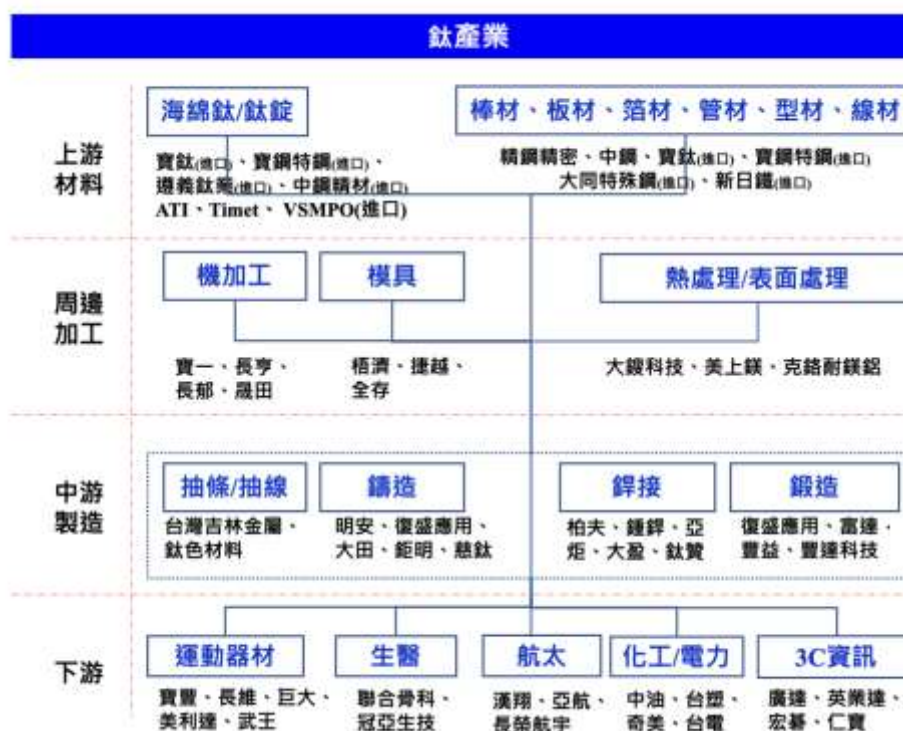 鈦產業
上游
材料
海綿鈦/鈦錠
棒材、板材、箔材、管材、型材、線材
寶鈦(進口)、寶鋼特鋼(進口)、
遵義鈦業(進口)、中鋼精材(進口)
ATI、Timet、 VSMPO(進口)
精鋼精密、中鋼、寶鈦(進口)、寶鋼特鋼(進口)
大同特殊鋼(進口)、新日鐵(進口)
周邊
加工
機加工
模具
熱處理/表面處理
寶一、長亨、
長郁、晟田
梧濟、捷越、
全存
大鎪科技、美上鎂、克鉻耐鎂鋁
中游
製造
抽條/抽線
鑄造
銲接
鍛造
台灣吉林金屬、
鈦色材料
明安、復盛應用、
大田、鉅明、慈鈦
柏夫、鍾銲、亞
炬、大盈、鈦贊
復盛應用、富達、
豐益、豐達科技
下游
運動器材
生醫
航太
化工/電力
3C資訊
寶豐、長維、巨大、
美利達、武王
聯合骨科、
冠亞生技
漢翔、亞航、
長榮航宇
中油、台塑、
奇美、台電
廣達、英業達、
宏碁、仁寶